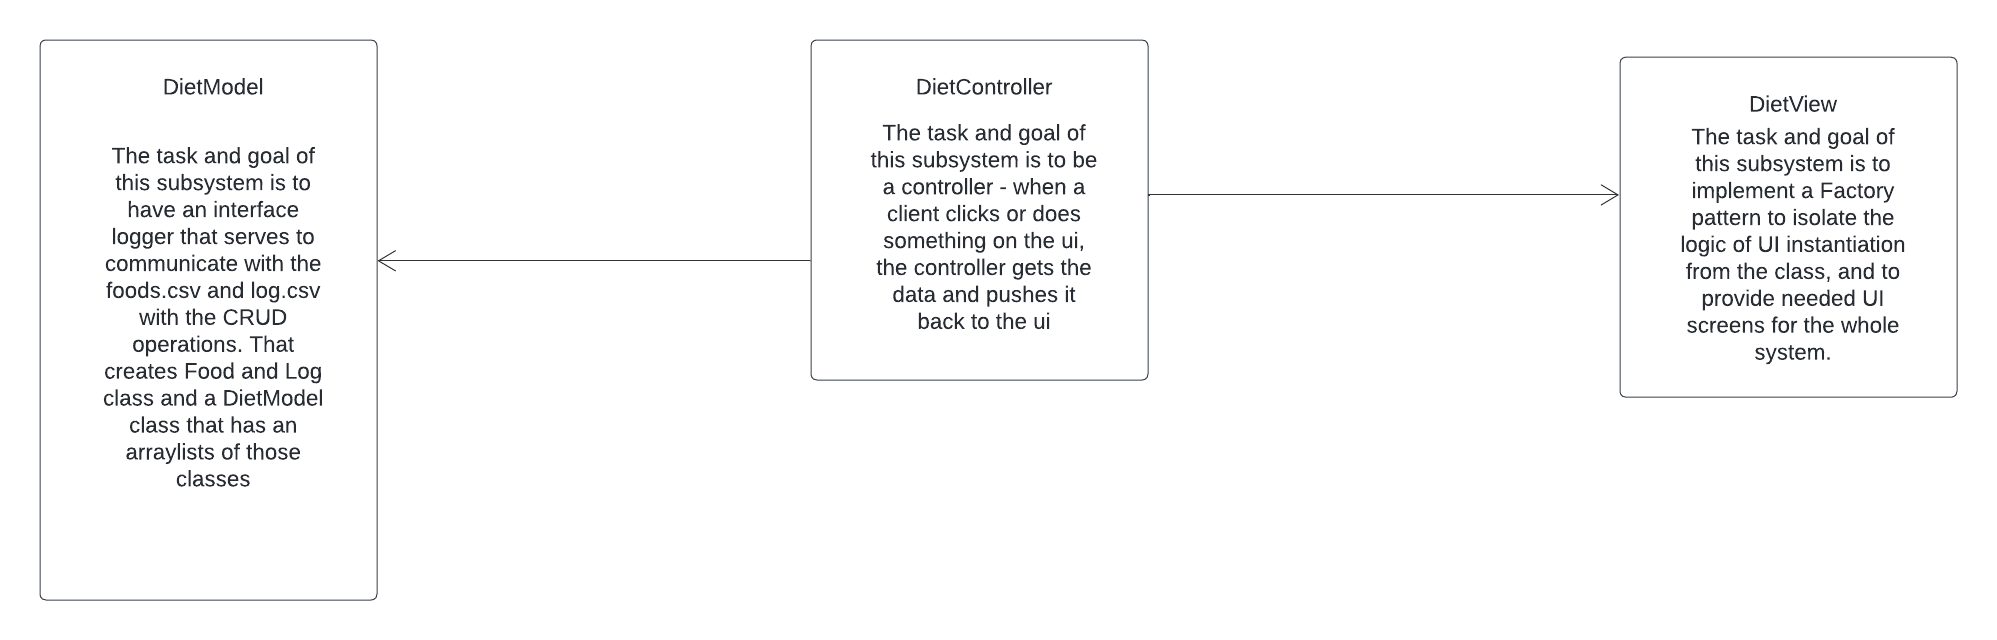 DietModel
The task and goal of
this subsystem is to
have an interface
logger that serves to
communicate with the
foods.csv and log.csv
with the CRUD
operations. That
creates Food and Log
class and a DietModel
class that has an
arraylists of those
classes
DietController
The task and goal of
this subsystem is to be
a controller - when a
client clicks or does
something on the ui,
the controller gets the
data and pushes it
back to the ui
DietView
The task and goal of
this subsystem is to
implement a Factory
pattern to isolate the
logic of UI instantiation
from the class, and to
provide needed UI
screens for the whole
system.